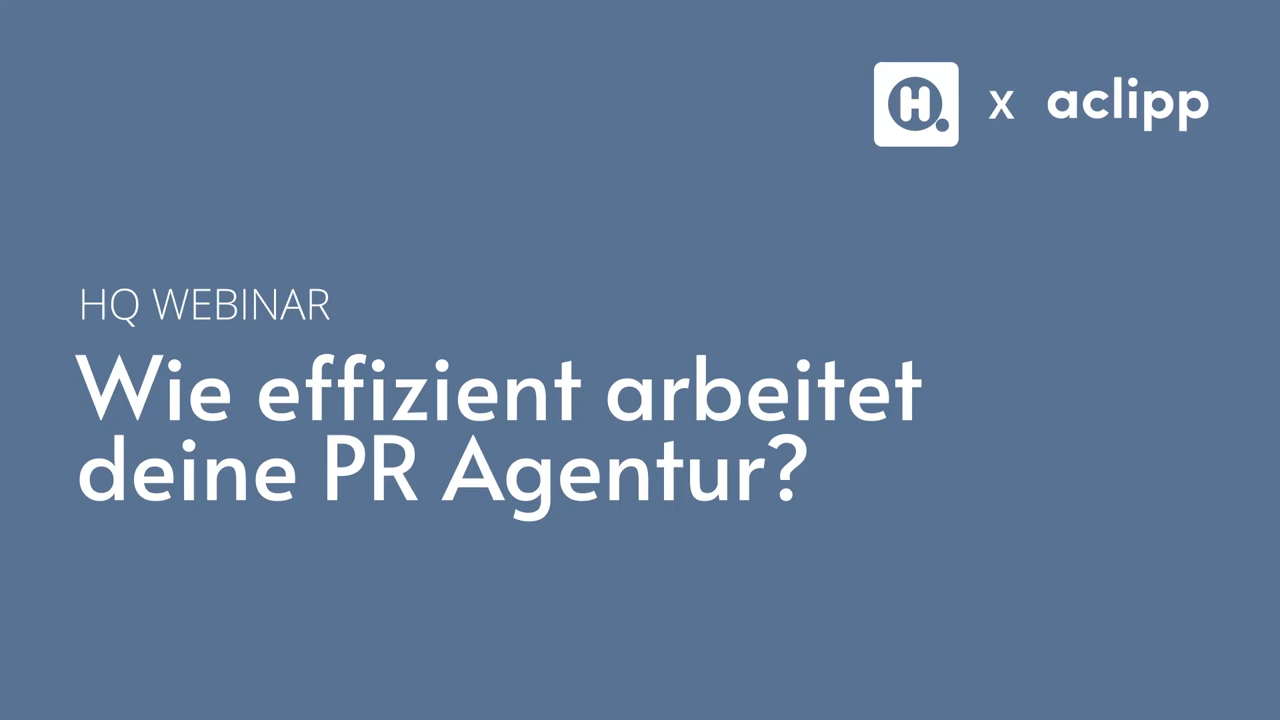 H. x aclipp
HQ WEBINAR
Wie effizient arbeitet
deine PR Agentur?